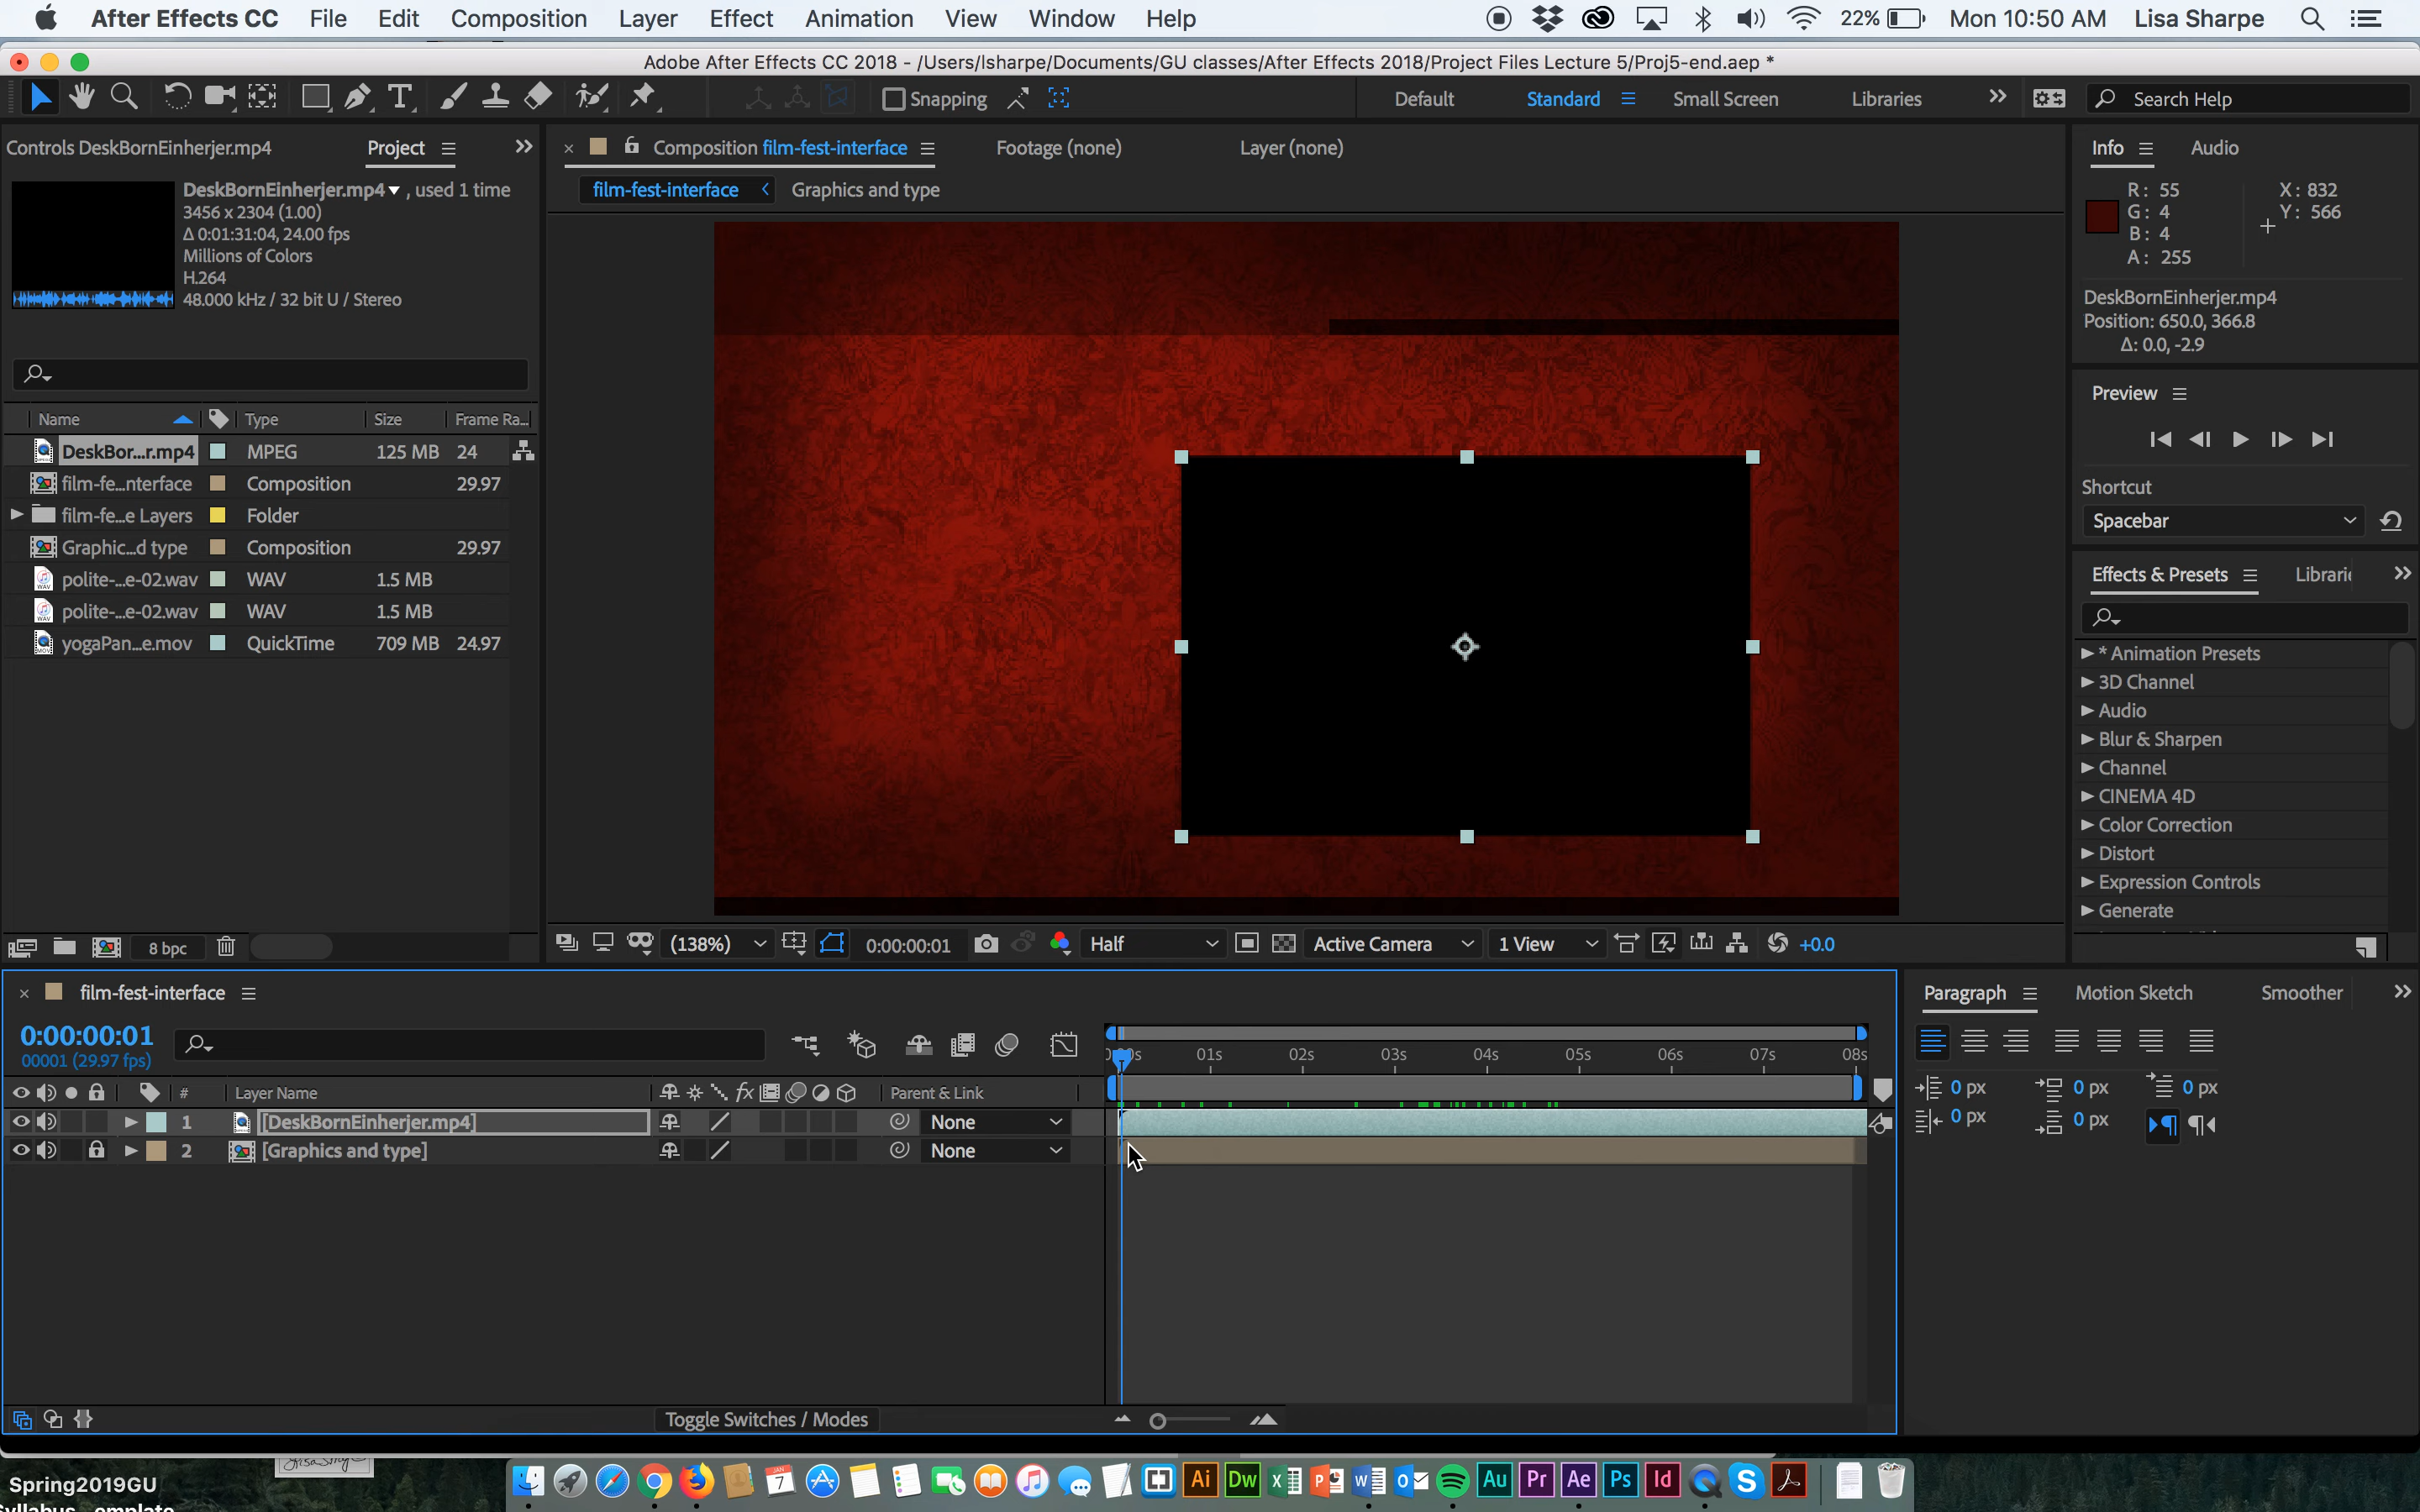 After Effects CC File Edit Composition Layer Effect Animation View Window Help 22% Mon 10:50 AM Lisa Sharpe
Adobe After Effects CC 2018 - /Users/lsharpe/Documents/GU classes/After Effects 2018/Project Files Lecture 5/Proj5-end.aep *
Snapping Default Standard Small Screen Libraries Search Help
Controls DeskBornEinherjer.mp4 Project
Composition film-fest-interface Footage (none) Layer (none)
film-fest-interface Graphics and type
DeskBornEinherjer.mp4 , used 1 time
3456 x 2304 (1.00)
Δ 0:01:31:04, 24.00 fps
Millions of Colors
H.264
48.000 kHz / 32 bit U / Stereo
Name Type Size Frame Ra...
DeskBor...r.mp4 MPEG 125 MB 24
film-fe...nterface Composition 29.97
film-fe...e Layers Folder
Graphic...d type Composition 29.97
polite-...e-02.wav WAV 1.5 MB
polite-...e-02.wav WAV 1.5 MB
yogaPan...e.mov QuickTime 709 MB 24.97
8 bpc
(138%) 0:00:00:01 Half Active Camera 1 View +0.0
Info Audio
R: 55 X: 832
G: 4 Y: 566
B: 4
A: 255
DeskBornEinherjer.mp4
Position: 650.0, 366.8
Δ: 0.0, -2.9
Preview
Shortcut
Spacebar
Effects & Presets Librari
* Animation Presets
3D Channel
Audio
Blur & Sharpen
Channel
CINEMA 4D
Color Correction
Distort
Expression Controls
Generate
film-fest-interface
0:00:00:01
00001 (29.97 fps)
01s 02s 03s 04s 05s 06s 07s 08s
# Layer Name fx Parent & Link
1 [DeskBornEinherjer.mp4] None
2 [Graphics and type] None
Toggle Switches / Modes
Paragraph Motion Sketch Smoother
0 px 0 px 0 px
0 px 0 px
Spring2019GU
JAN
7
Ai Dw Au Pr Ae Ps Id